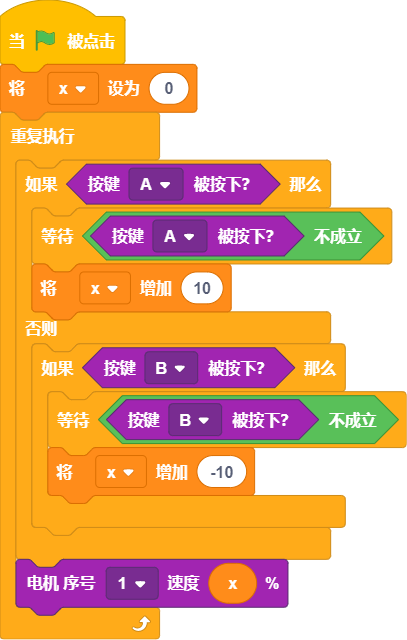 当 被点击
将 x 设为 0
重复执行
如果 按键 A 被按下? 那么
等待 按键 A 被按下? 不成立
将 x 增加 10
否则
如果 按键 B 被按下? 那么
等待 按键 B 被按下? 不成立
将 x 增加 -10
电机 序号 1 速度 x %